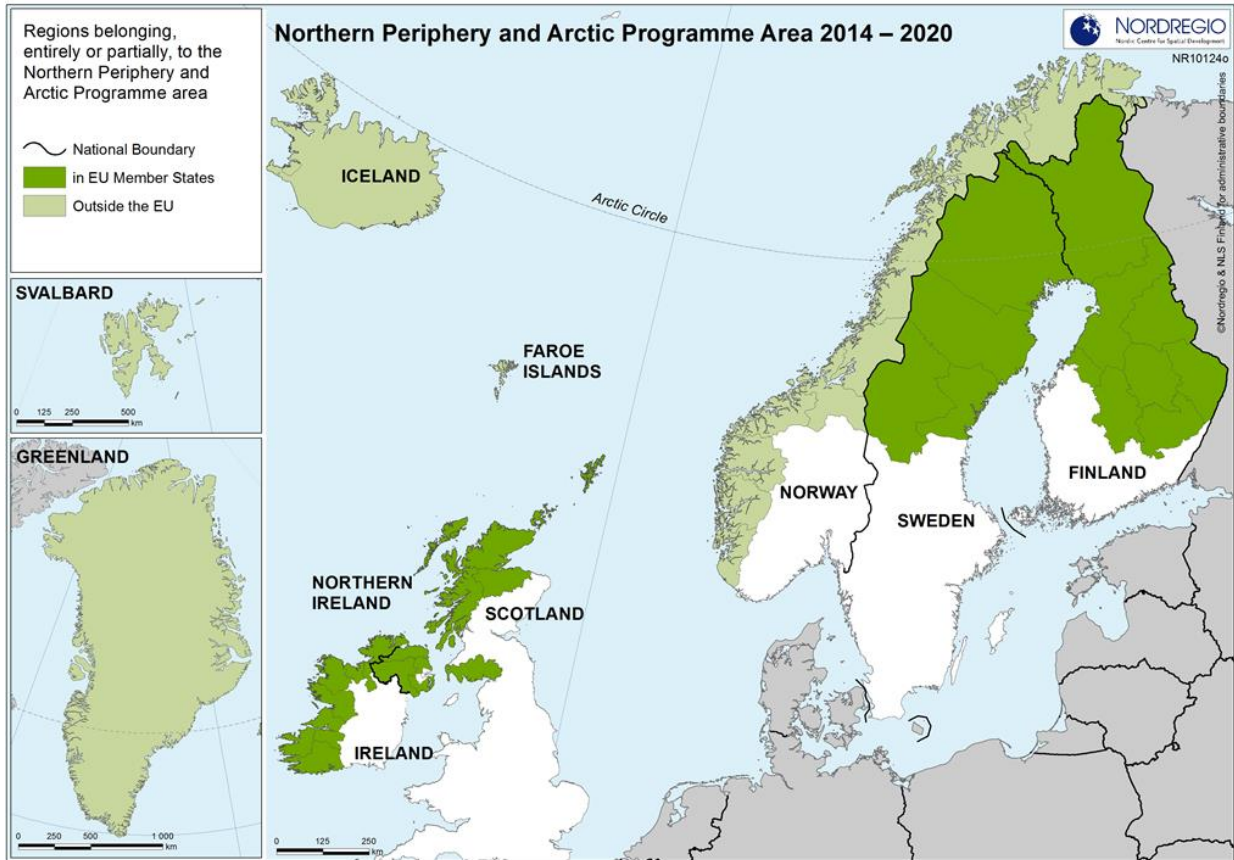 Regions belonging,
entirely or partially, to the
Northern Periphery and
Arctic Programme area
National Boundary
in EU Member States
Outside the EU
Northern Periphery and Arctic Programme Area 2014 – 2020
NORDREGIO
Nordic Centre for Spatial Development
NR10124o
©Nordregio & NLS Finland for administrative boundaries
ICELAND
Arctic Circle
SVALBARD
0 125 250 500
km
FAROE
ISLANDS
GREENLAND
0 250 500 1 000
km
NORWAY
SWEDEN
FINLAND
NORTHERN
IRELAND
SCOTLAND
IRELAND
0 125 250
km